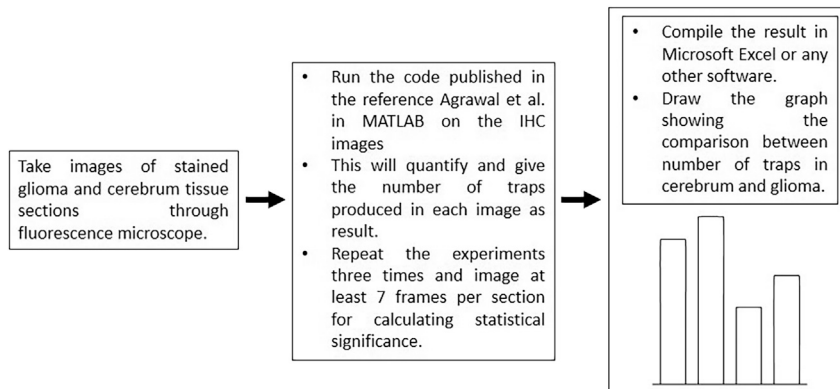 Take images of stained
glioma and cerebrum tissue
sections through
fluorescence microscope.
• Run the code published in
the reference Agrawal et al.
in MATLAB on the IHC
images
• This will quantify and give
the number of traps
produced in each image as
result.
• Repeat the experiments
three times and image at
least 7 frames per section
for calculating statistical
significance.
• Compile the result in
Microsoft Excel or any
other software.
• Draw the graph
showing the
comparison between
number of traps in
cerebrum and glioma.